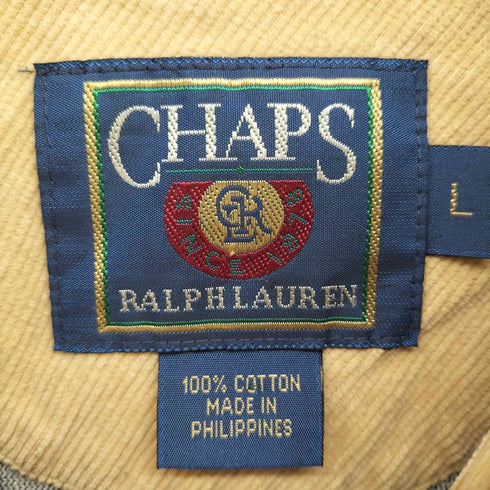 CHAPS
SINCE 1978
RALPH LAUREN
L
100% COTTON
MADE IN
PHILIPPINES